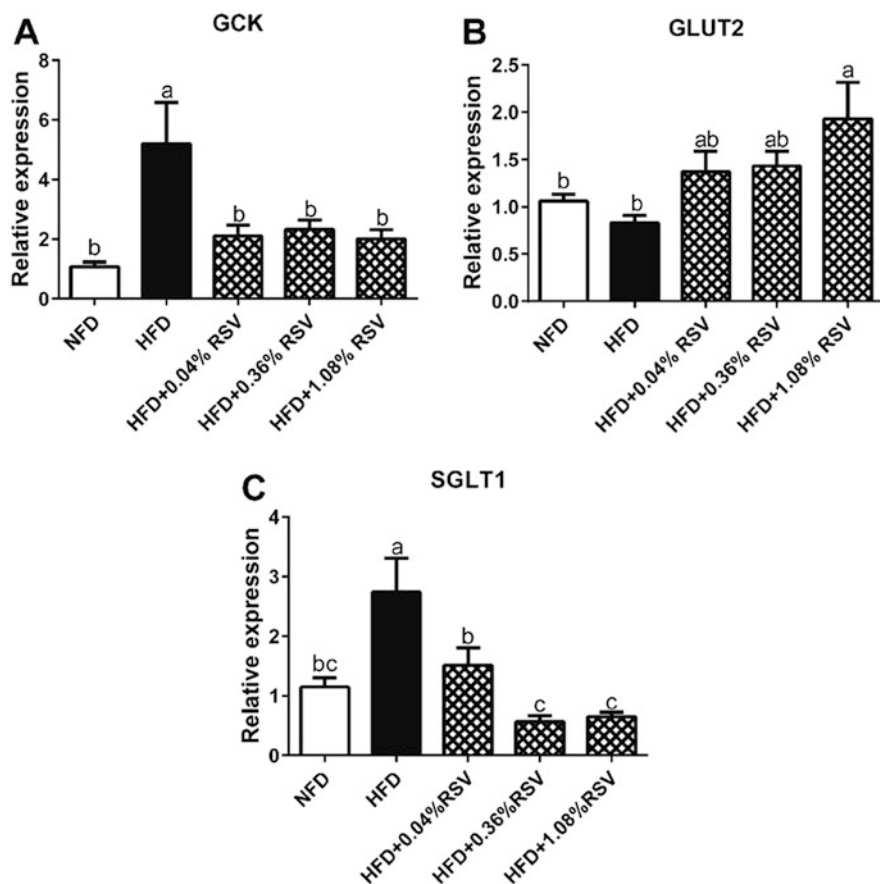 A
GCK
Relative expression
8
6
4
2
0
b
a
b
b
b
NFD
HFD
HFD+0.04% RSV
HFD+0.36% RSV
HFD+1.08% RSV
B
GLUT2
Relative expression
2.5
2.0
1.5
1.0
0.5
0.0
b
b
ab
ab
a
NFD
HFD
HFD+0.04% RSV
HFD+0.36% RSV
HFD+1.08% RSV
C
SGLT1
Relative expression
4
3
2
1
0
bc
a
b
c
c
NFD
HFD
HFD+0.04%RSV
HFD+0.36%RSV
HFD+1.08%RSV